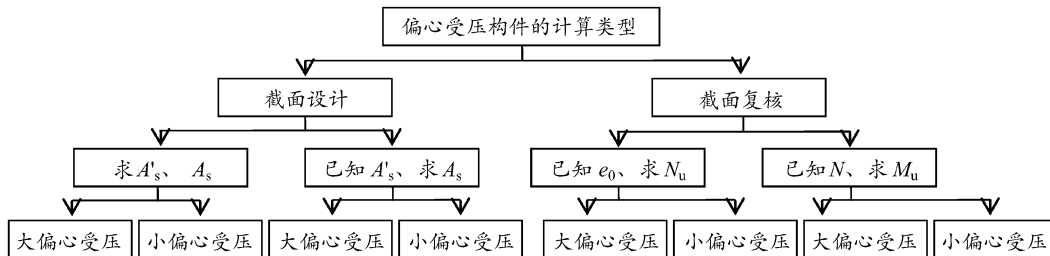 偏心受压构件的计算类型
截面设计
截面复核
求A's、 As
已知A's、求As
已知 e0、求Nu
已知N、求Mu
大偏心受压
小偏心受压
大偏心受压
小偏心受压
大偏心受压
小偏心受压
大偏心受压
小偏心受压